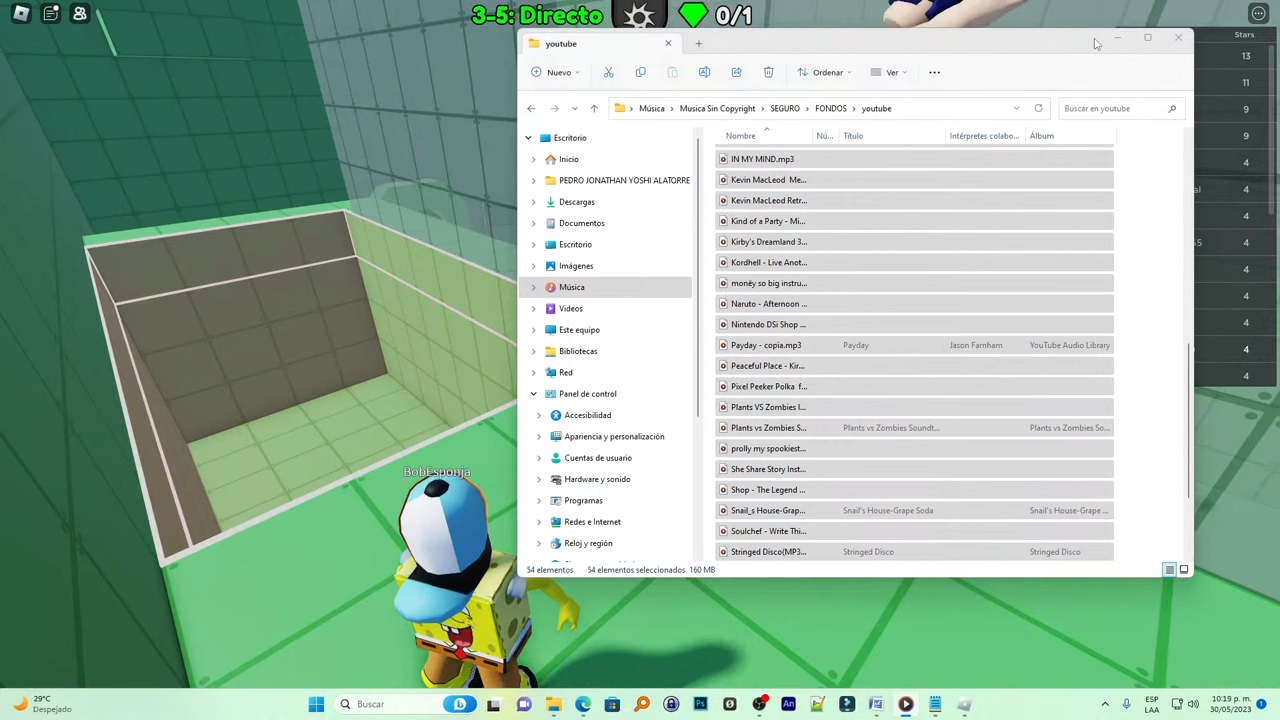 3-5: Directo 0/1
Stars
13
11
9
9
4
4
4
4
4
4
4
4
youtube
Nuevo
Ordenar
Ver
Música > Musica Sin Copyright > SEGURO > FONDOS > youtube
Buscar en youtube
Escritorio
Inicio
PEDRO JONATHAN YOSHI ALATORRE
Descargas
Documentos
Escritorio
Imágenes
Música
Videos
Este equipo
Bibliotecas
Red
Panel de control
Accesibilidad
Apariencia y personalización
Cuentas de usuario
Hardware y sonido
Programas
Redes e Internet
Reloj y región
Nombre Nú... Título Intérpretes colabo... Álbum
IN MY MIND.mp3
Kevin MacLeod Me...
Kevin MacLeod Retr...
Kind of a Party - Mi...
Kirby's Dreamland 3...
Kordhell - Live Anot...
monëy so big instru...
Naruto - Afternoon ...
Nintendo DSi Shop ...
Payday - copia.mp3 Payday Jason Farnham YouTube Audio Library
Peaceful Place - Kir...
Pixel Peeker Polka f...
Plants VS Zombies I...
Plants vs Zombies S... Plants vs Zombies Soundt... Plants vs Zombies So...
prolly my spookiest...
She Share Story Inst...
Shop - The Legend ...
Snail_s House-Grap... Snail's House-Grape Soda Snail's House-Grape ...
Soulchef - Write Thi...
Stringed Disco(MP3... Stringed Disco Stringed Disco
54 elementos 54 elementos seleccionados 160 MB
BobEsponja
29°C
Despejado
Buscar
ESP
LAA
10:19 p. m.
30/05/2023